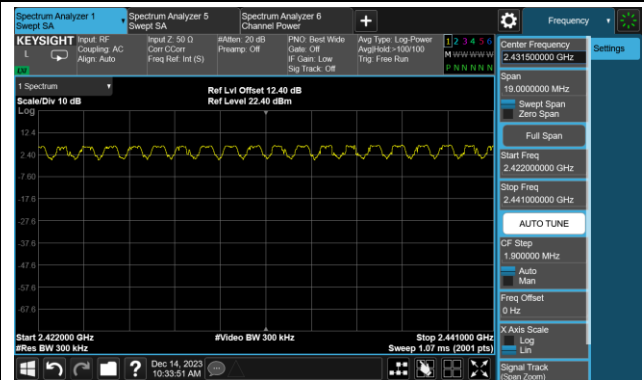 Spectrum Analyzer 1
Swept SA
Spectrum Analyzer 5
Swept SA
Spectrum Analyzer 6
Channel Power
+
Frequency
KEYSIGHT
L
LW
Input: RF
Coupling: AC
Align: Auto
Input Z: 50 Ω
Corr CCorr
Freq Ref: Int (S)
#Atten: 20 dB
Preamp: Off
PNO: Best Wide
Gate: Off
IF Gain: Low
Sig Track: Off
Avg Type: Log-Power
Avg|Hold:>100/100
Trig: Free Run
1 2 3 4 5 6
M W W W W W
P N N N N N
Settings
Center Frequency
2.431500000 GHz
Span
19.0000000 MHz
Swept Span
Zero Span
Full Span
Start Freq
2.422000000 GHz
Stop Freq
2.441000000 GHz
AUTO TUNE
CF Step
1.900000 MHz
Auto
Man
Freq Offset
0 Hz
X Axis Scale
Log
Lin
Signal Track
(Span Zoom)
1 Spectrum
Scale/Div 10 dB
Log
Ref Lvl Offset 12.40 dB
Ref Level 22.40 dBm
12.4
2.40
-7.60
-17.6
-27.6
-37.6
-47.6
-57.6
-67.6
Start 2.422000 GHz
#Res BW 300 kHz
#Video BW 300 kHz
Stop 2.441000 GHz
Sweep 1.07 ms (2001 pts)
?
Dec 14, 2023
10:33:51 AM